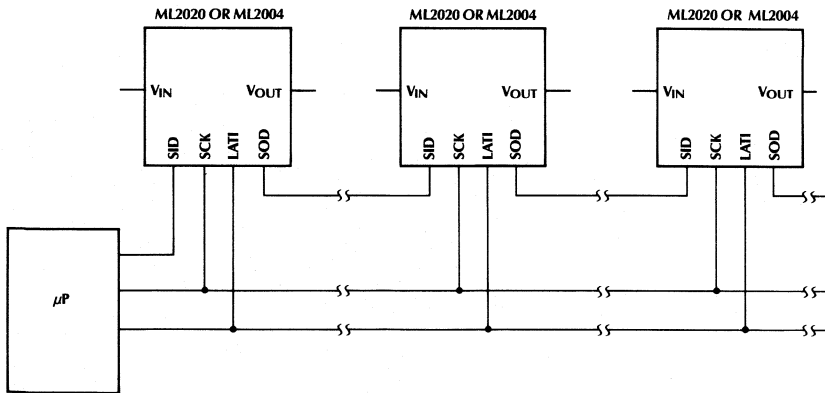 ML2020 OR ML2004
ML2020 OR ML2004
ML2020 OR ML2004
VIN
VOUT
VIN
VOUT
VIN
VOUT
SID
SCK
LATI
SOD
SID
SCK
LATI
SOD
SID
SCK
LATI
SOD
μP